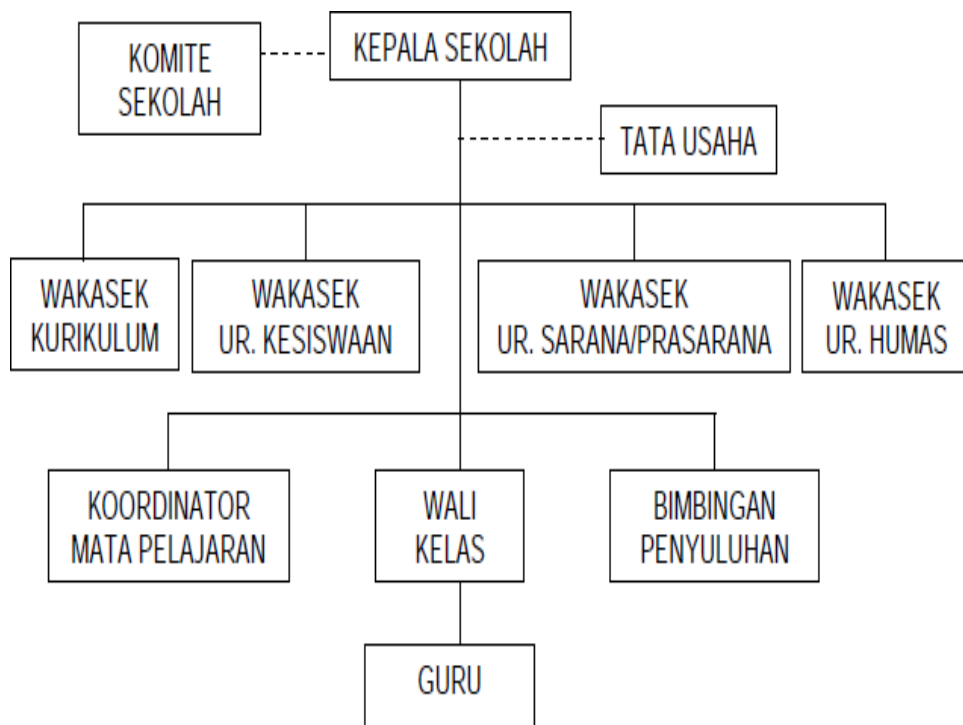 KOMITE
SEKOLAH
KEPALA SEKOLAH
TATA USAHA
WAKASEK
KURIKULUM
WAKASEK
UR. KESISWAAN
WAKASEK
UR. SARANA/PRASARANA
WAKASEK
UR. HUMAS
KOORDINATOR
MATA PELAJARAN
WALI
KELAS
BIMBINGAN
PENYULUHAN
GURU